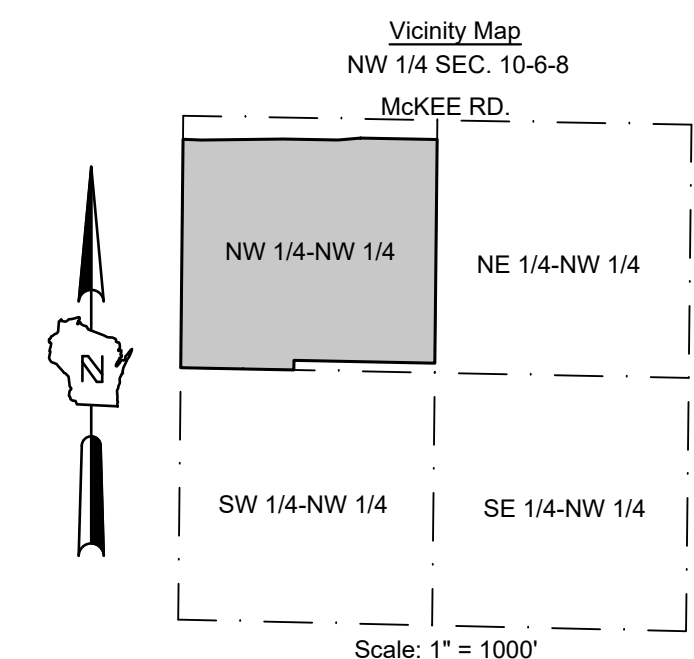 Vicinity Map
NW 1/4 SEC. 10-6-8
McKEE RD.
NW 1/4-NW 1/4
NE 1/4-NW 1/4
N
SW 1/4-NW 1/4
SE 1/4-NW 1/4
Scale: 1" = 1000'